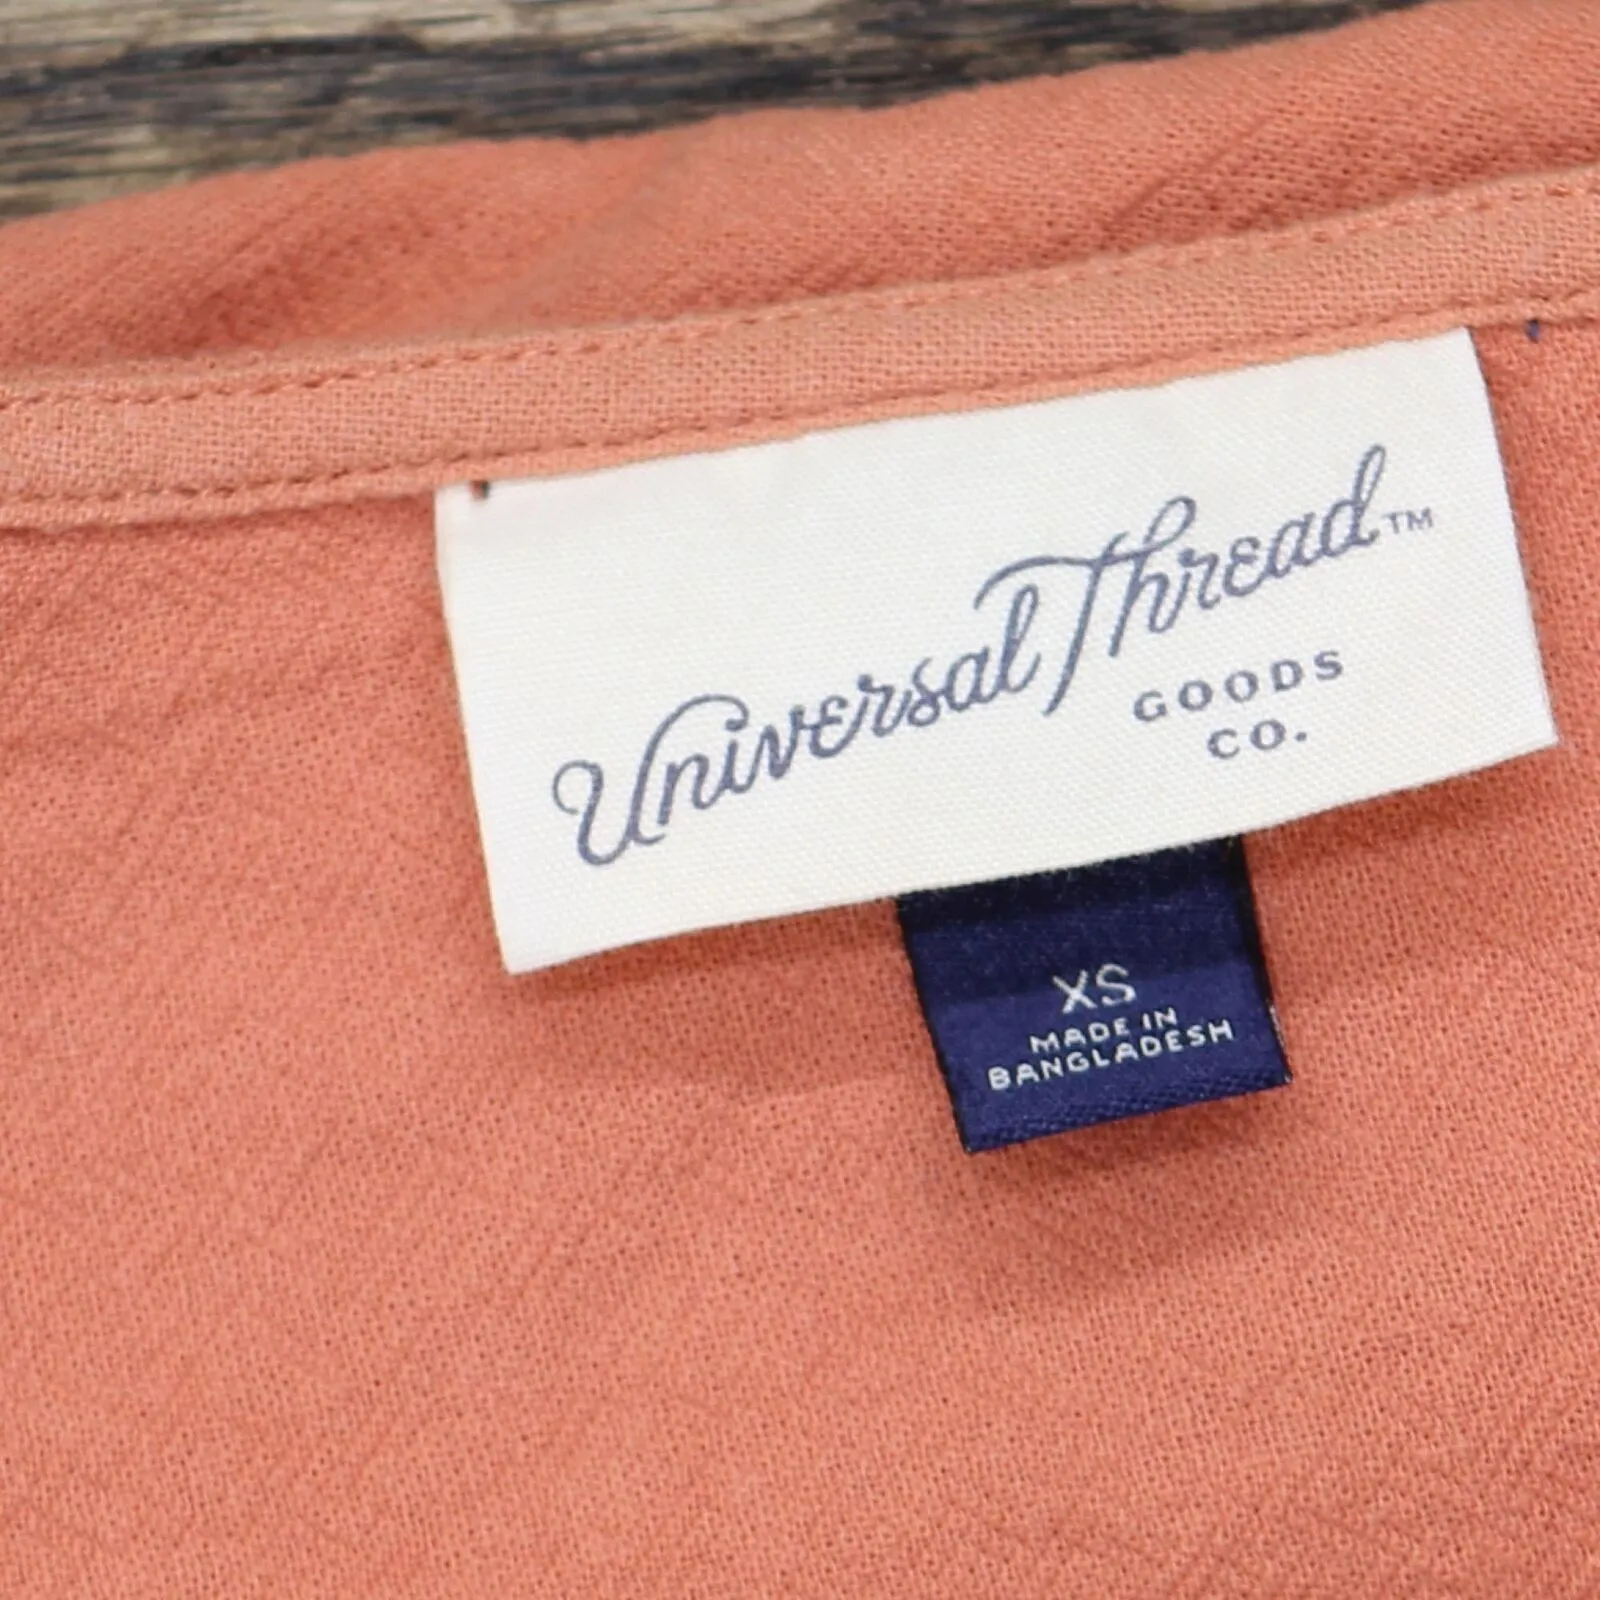 Universal Thread™
GOODS
CO.
XS
MADE IN
BANGLADESH